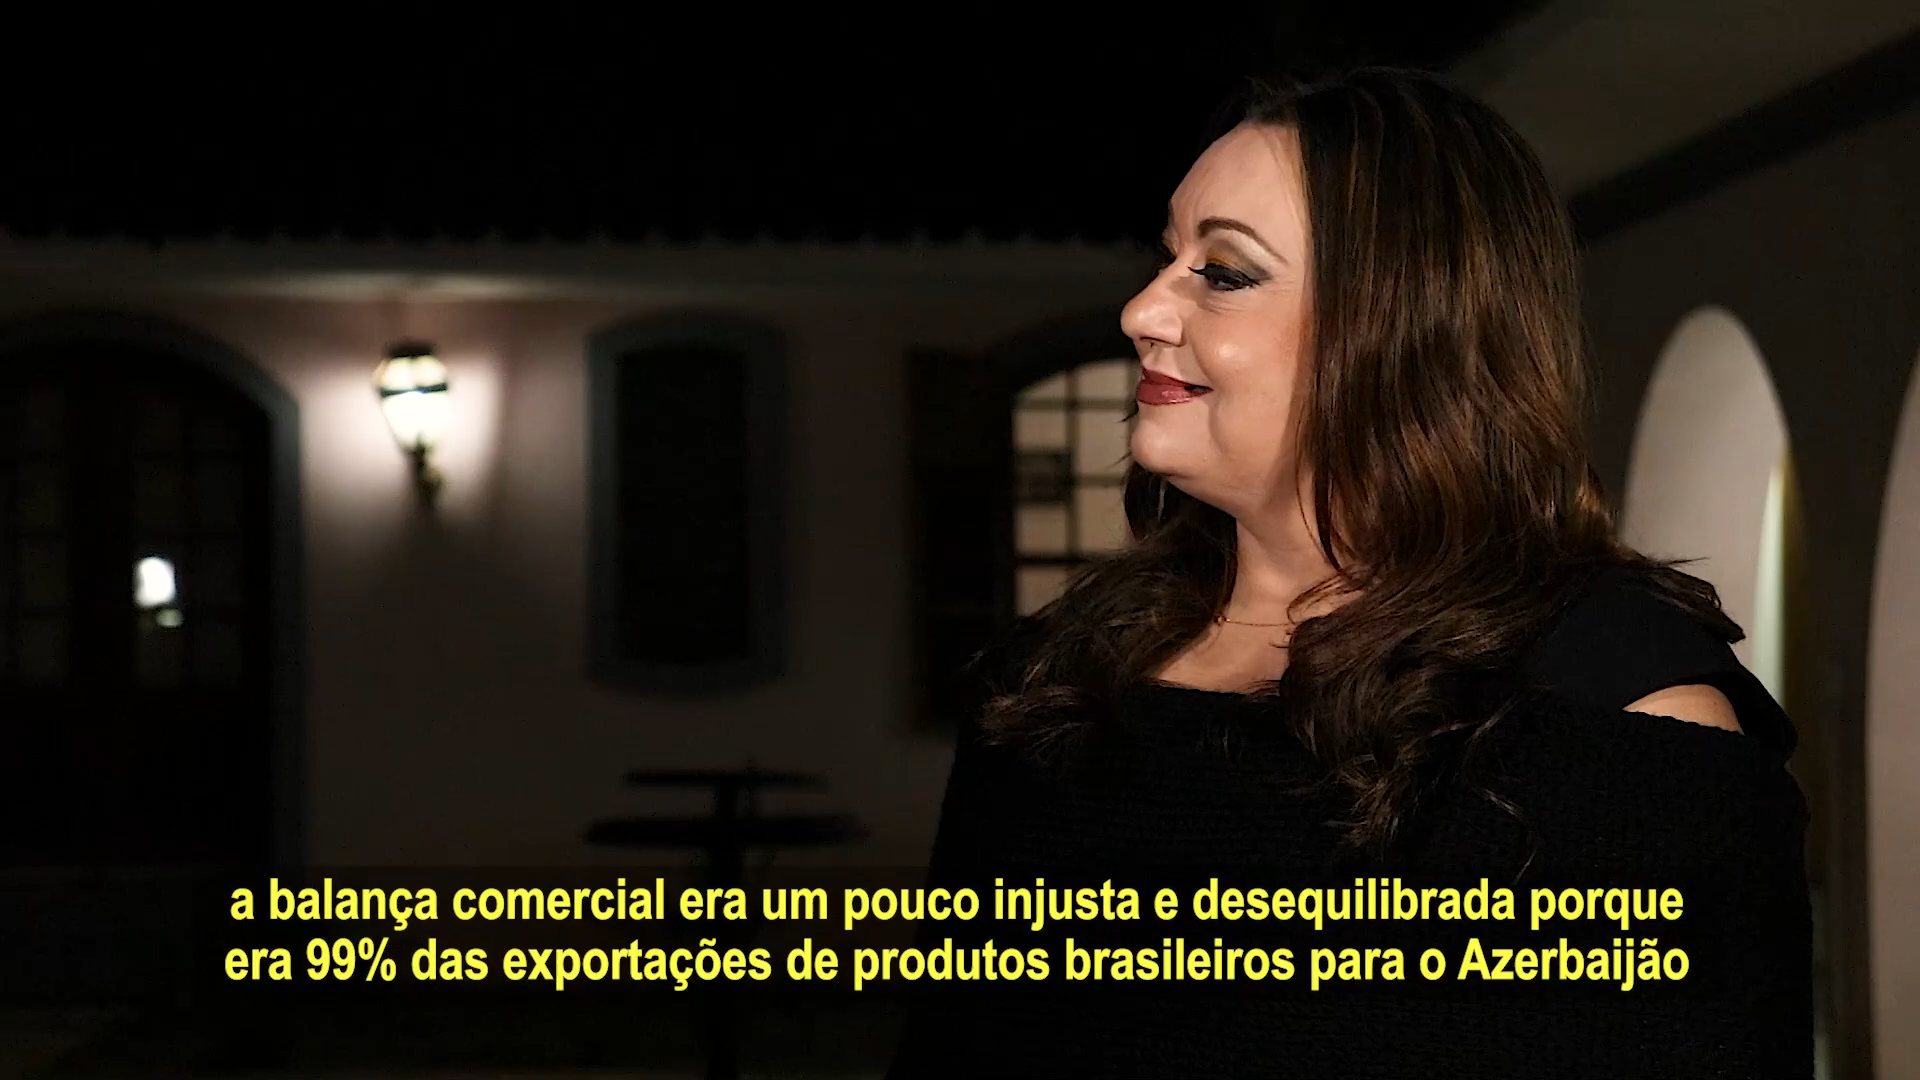 a balança comercial era um pouco injusta e desequilibrada porque
era 99% das exportações de produtos brasileiros para o Azerbaijão